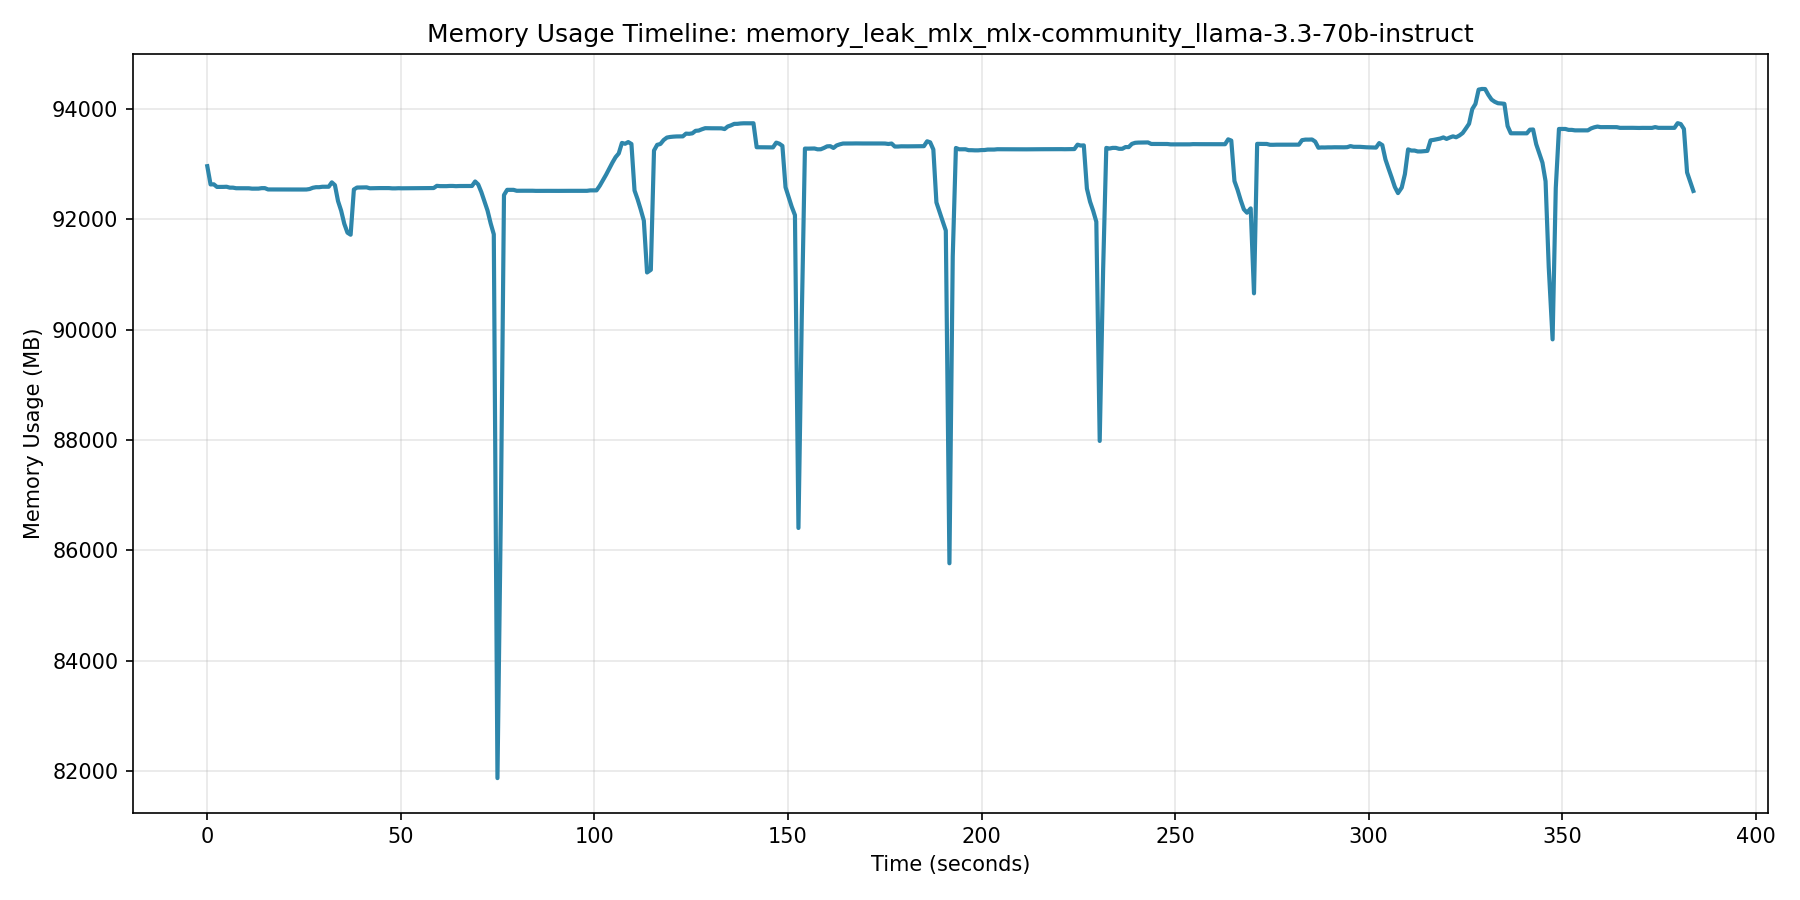 Memory Usage Timeline: memory_leak_mlx_mlx-community_llama-3.3-70b-instruct
94000
92000
90000
88000
86000
84000
82000
Memory Usage (MB)
0 50 100 150 200 250 300 350 400
Time (seconds)